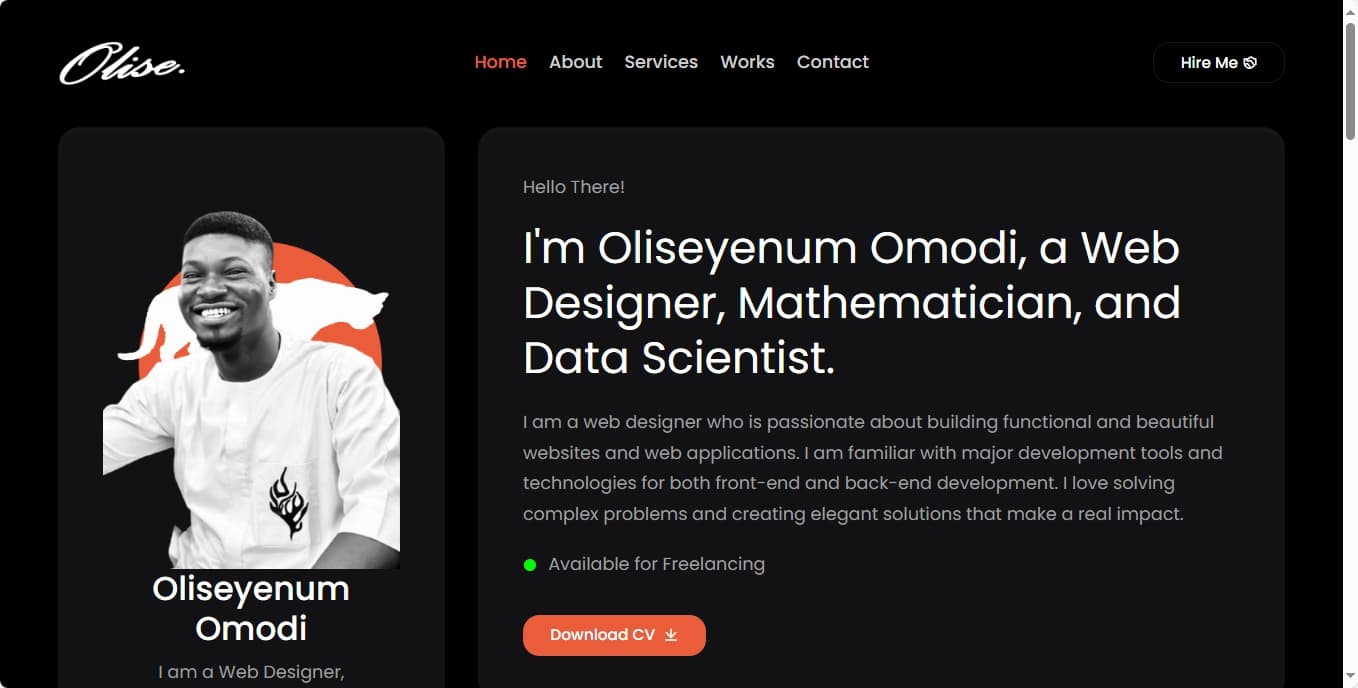 Olise.
Home About Services Works Contact
Hire Me
Hello There!
I'm Oliseyenum Omodi, a Web
Designer, Mathematician, and
Data Scientist.
I am a web designer who is passionate about building functional and beautiful
websites and web applications. I am familiar with major development tools and
technologies for both front-end and back-end development. I love solving
complex problems and creating elegant solutions that make a real impact.
Available for Freelancing
Download CV
Oliseyenum
Omodi
I am a Web Designer,